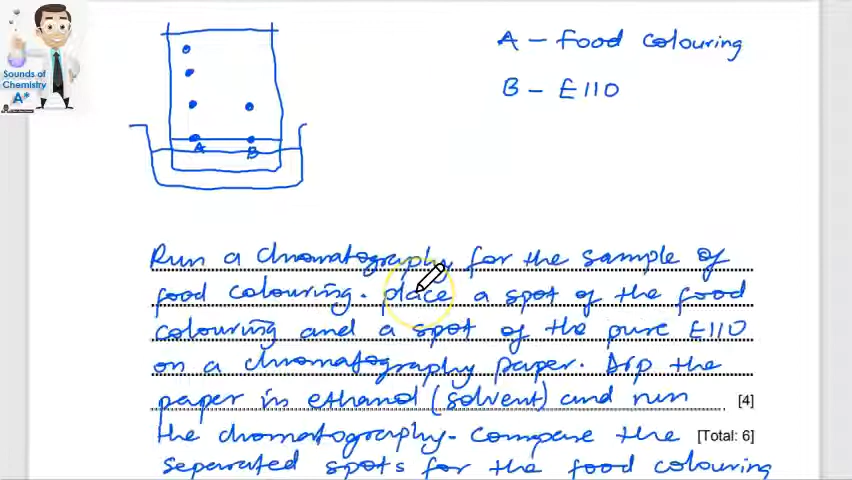 Sounds of
Chemistry
A*
A - Food colouring
B - E110
A
B
Run a chromatography for the sample of
food colouring. place a spot of the food
colouring and a spot of the pure E110
on a chromatography paper. Dip the
paper in ethanol (solvent) and run
[4]
the chromatography. compare the
[Total: 6]
separated spots for the food colouring